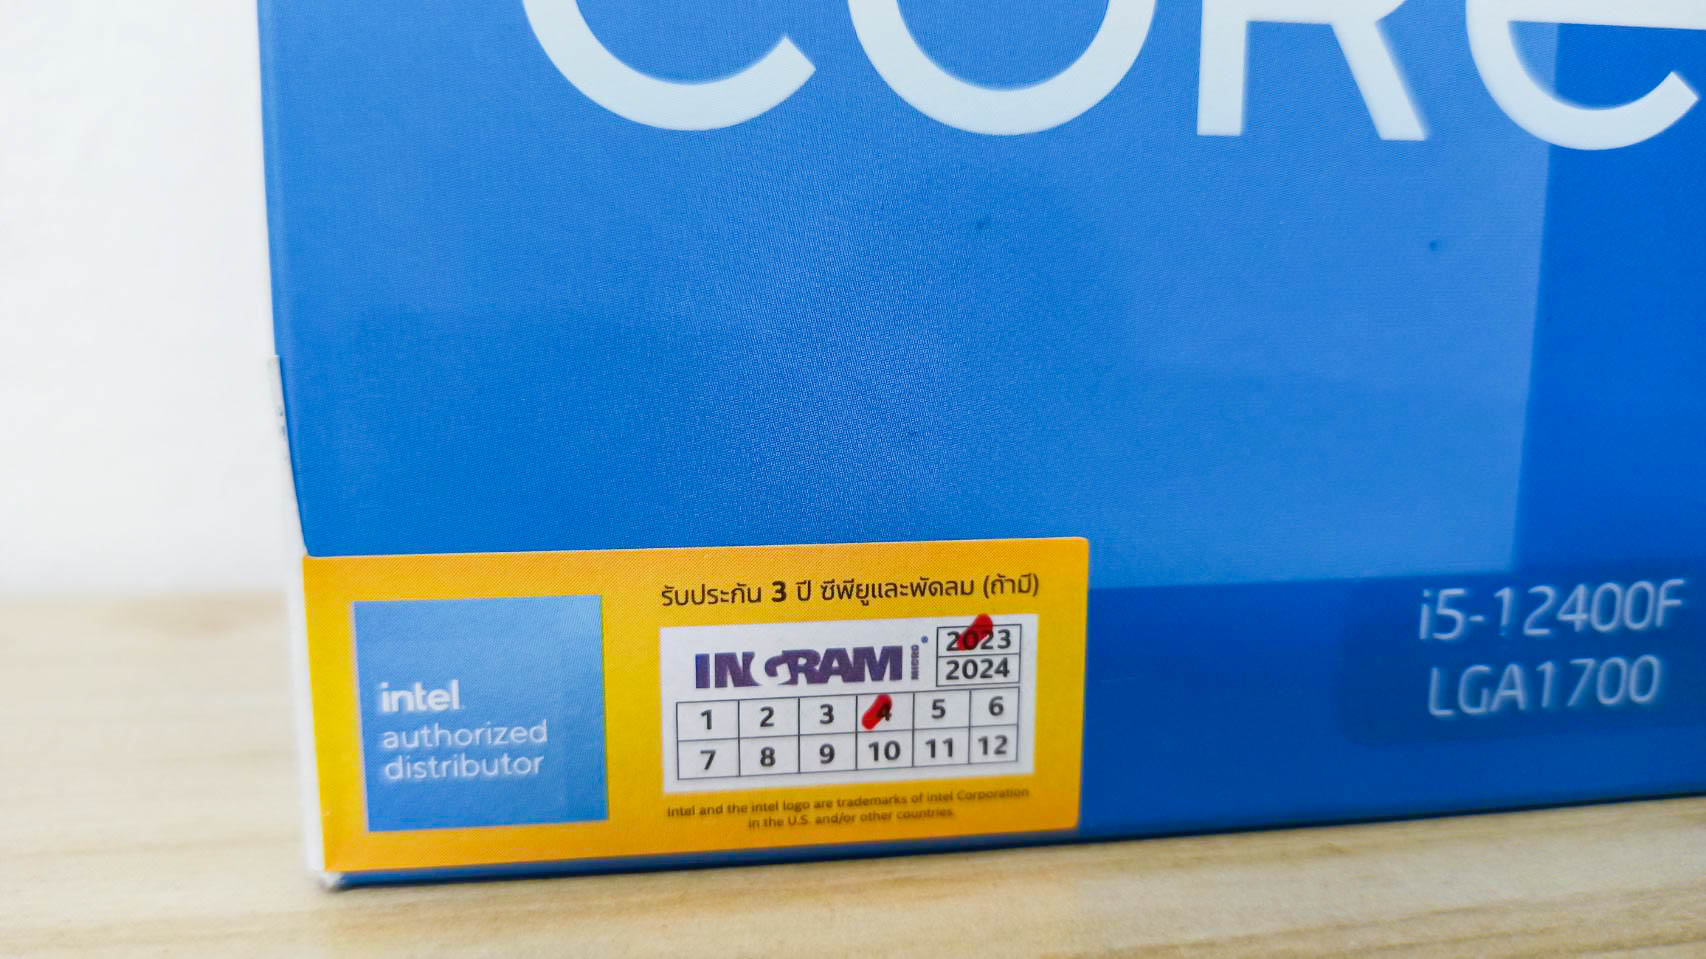 CORE
i5-12400F
LGA1700
รับประกัน 3 ปี ซีพียูและพัดลม (ถ้ามี)
intel
authorized
distributor
INGRAM MICRO
2023
2024
1 2 3 4 5 6
7 8 9 10 11 12
Intel and the intel logo are trademarks of intel Corporation
in the U.S. and/or other countries.